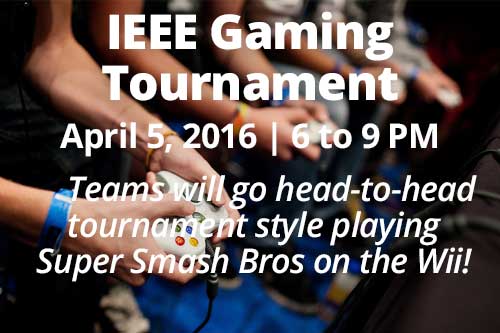 IEEE Gaming
Tournament
April 5, 2016 | 6 to 9 PM
Teams will go head-to-head
tournament style playing
Super Smash Bros on the Wii!